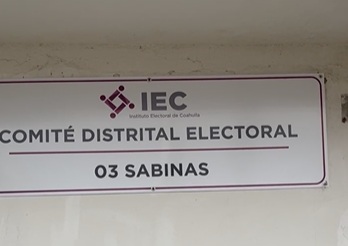 IEC
Instituto Electoral de Coahuila
COMITÉ DISTRITAL ELECTORAL
03 SABINAS